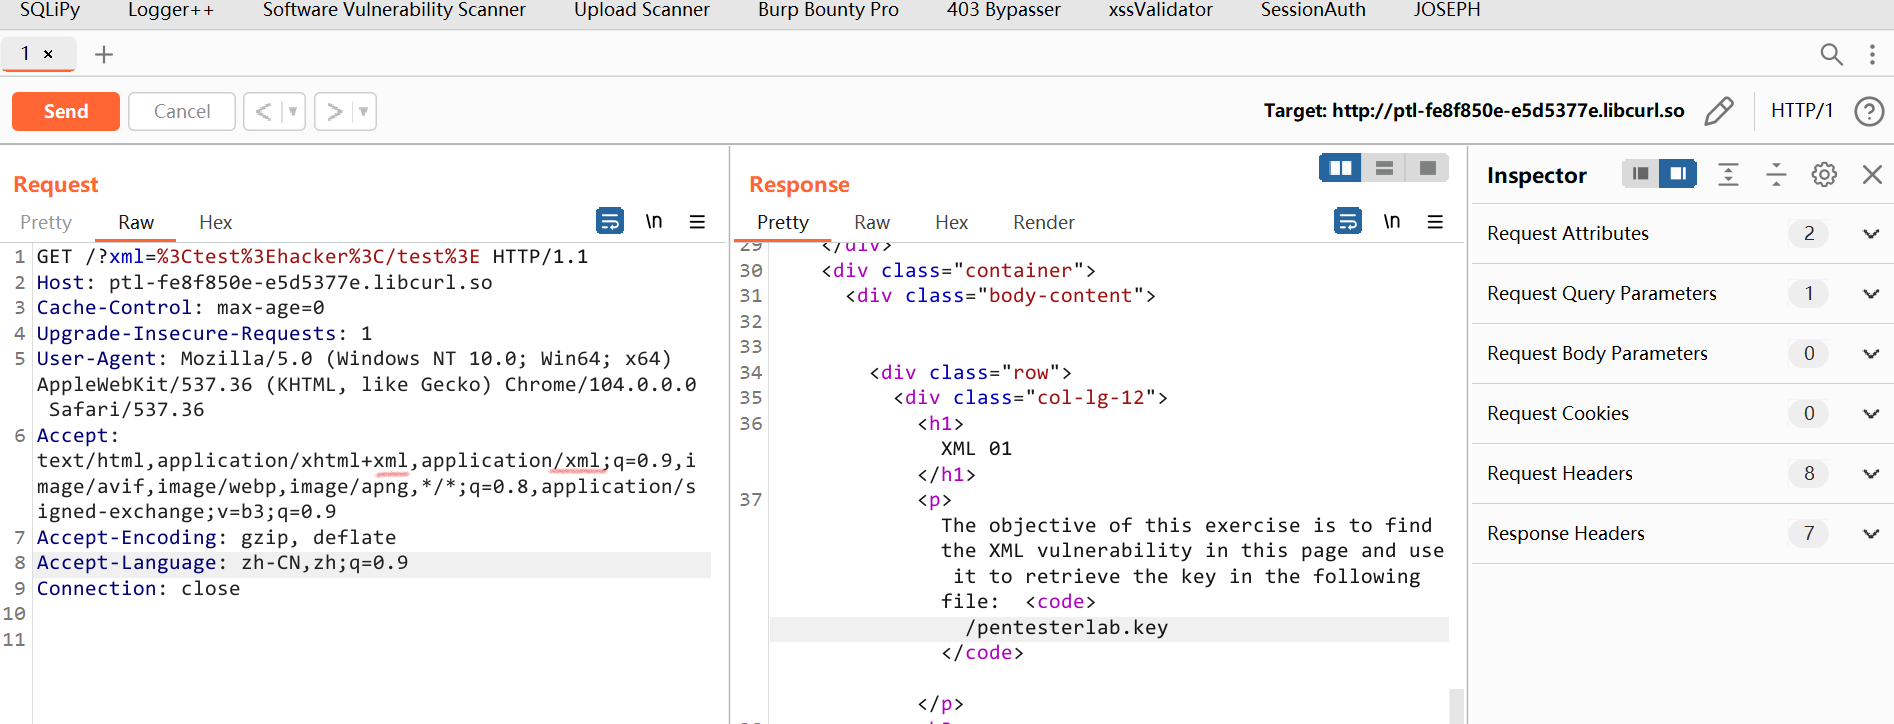 SQLiPy Logger++ Software Vulnerability Scanner Upload Scanner Burp Bounty Pro 403 Bypasser xssValidator SessionAuth JOSEPH
1 × +
Send Cancel < > Target: http://ptl-fe8f850e-e5d5377e.libcurl.so HTTP/1 ?
Request
Pretty Raw Hex \n
1 GET /?xml=%3Ctest%3Ehacker%3C/test%3E HTTP/1.1
2 Host: ptl-fe8f850e-e5d5377e.libcurl.so
3 Cache-Control: max-age=0
4 Upgrade-Insecure-Requests: 1
5 User-Agent: Mozilla/5.0 (Windows NT 10.0; Win64; x64)
AppleWebKit/537.36 (KHTML, like Gecko) Chrome/104.0.0.0
Safari/537.36
6 Accept:
text/html,application/xhtml+xml,application/xml;q=0.9,i
mage/avif,image/webp,image/apng,*/*;q=0.8,application/s
igned-exchange;v=b3;q=0.9
7 Accept-Encoding: gzip, deflate
8 Accept-Language: zh-CN,zh;q=0.9
9 Connection: close
10
11
Response
Pretty Raw Hex Render \n
29 </div>
30 <div class="container">
31 <div class="body-content">
32
33
34 <div class="row">
35 <div class="col-lg-12">
36 <h1>
XML 01
</h1>
37 <p>
The objective of this exercise is to find
the XML vulnerability in this page and use
it to retrieve the key in the following
file: <code>
/pentesterlab.key
</code>
</p>
Inspector
Request Attributes 2
Request Query Parameters 1
Request Body Parameters 0
Request Cookies 0
Request Headers 8
Response Headers 7